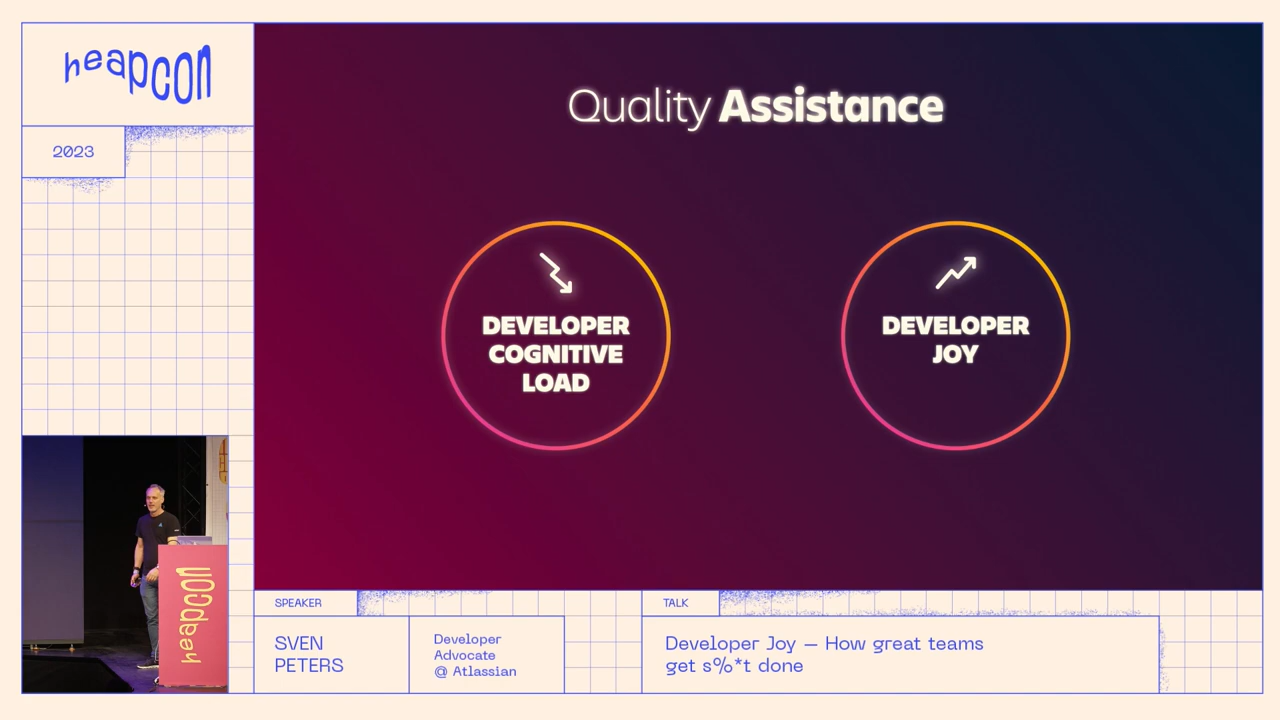 heapcon
2023
Quality Assistance
DEVELOPER
COGNITIVE
LOAD
DEVELOPER
JOY
heapcon
SPEAKER
SVEN
PETERS
Developer
Advocate
@ Atlassian
TALK
Developer Joy — How great teams
get s%*t done